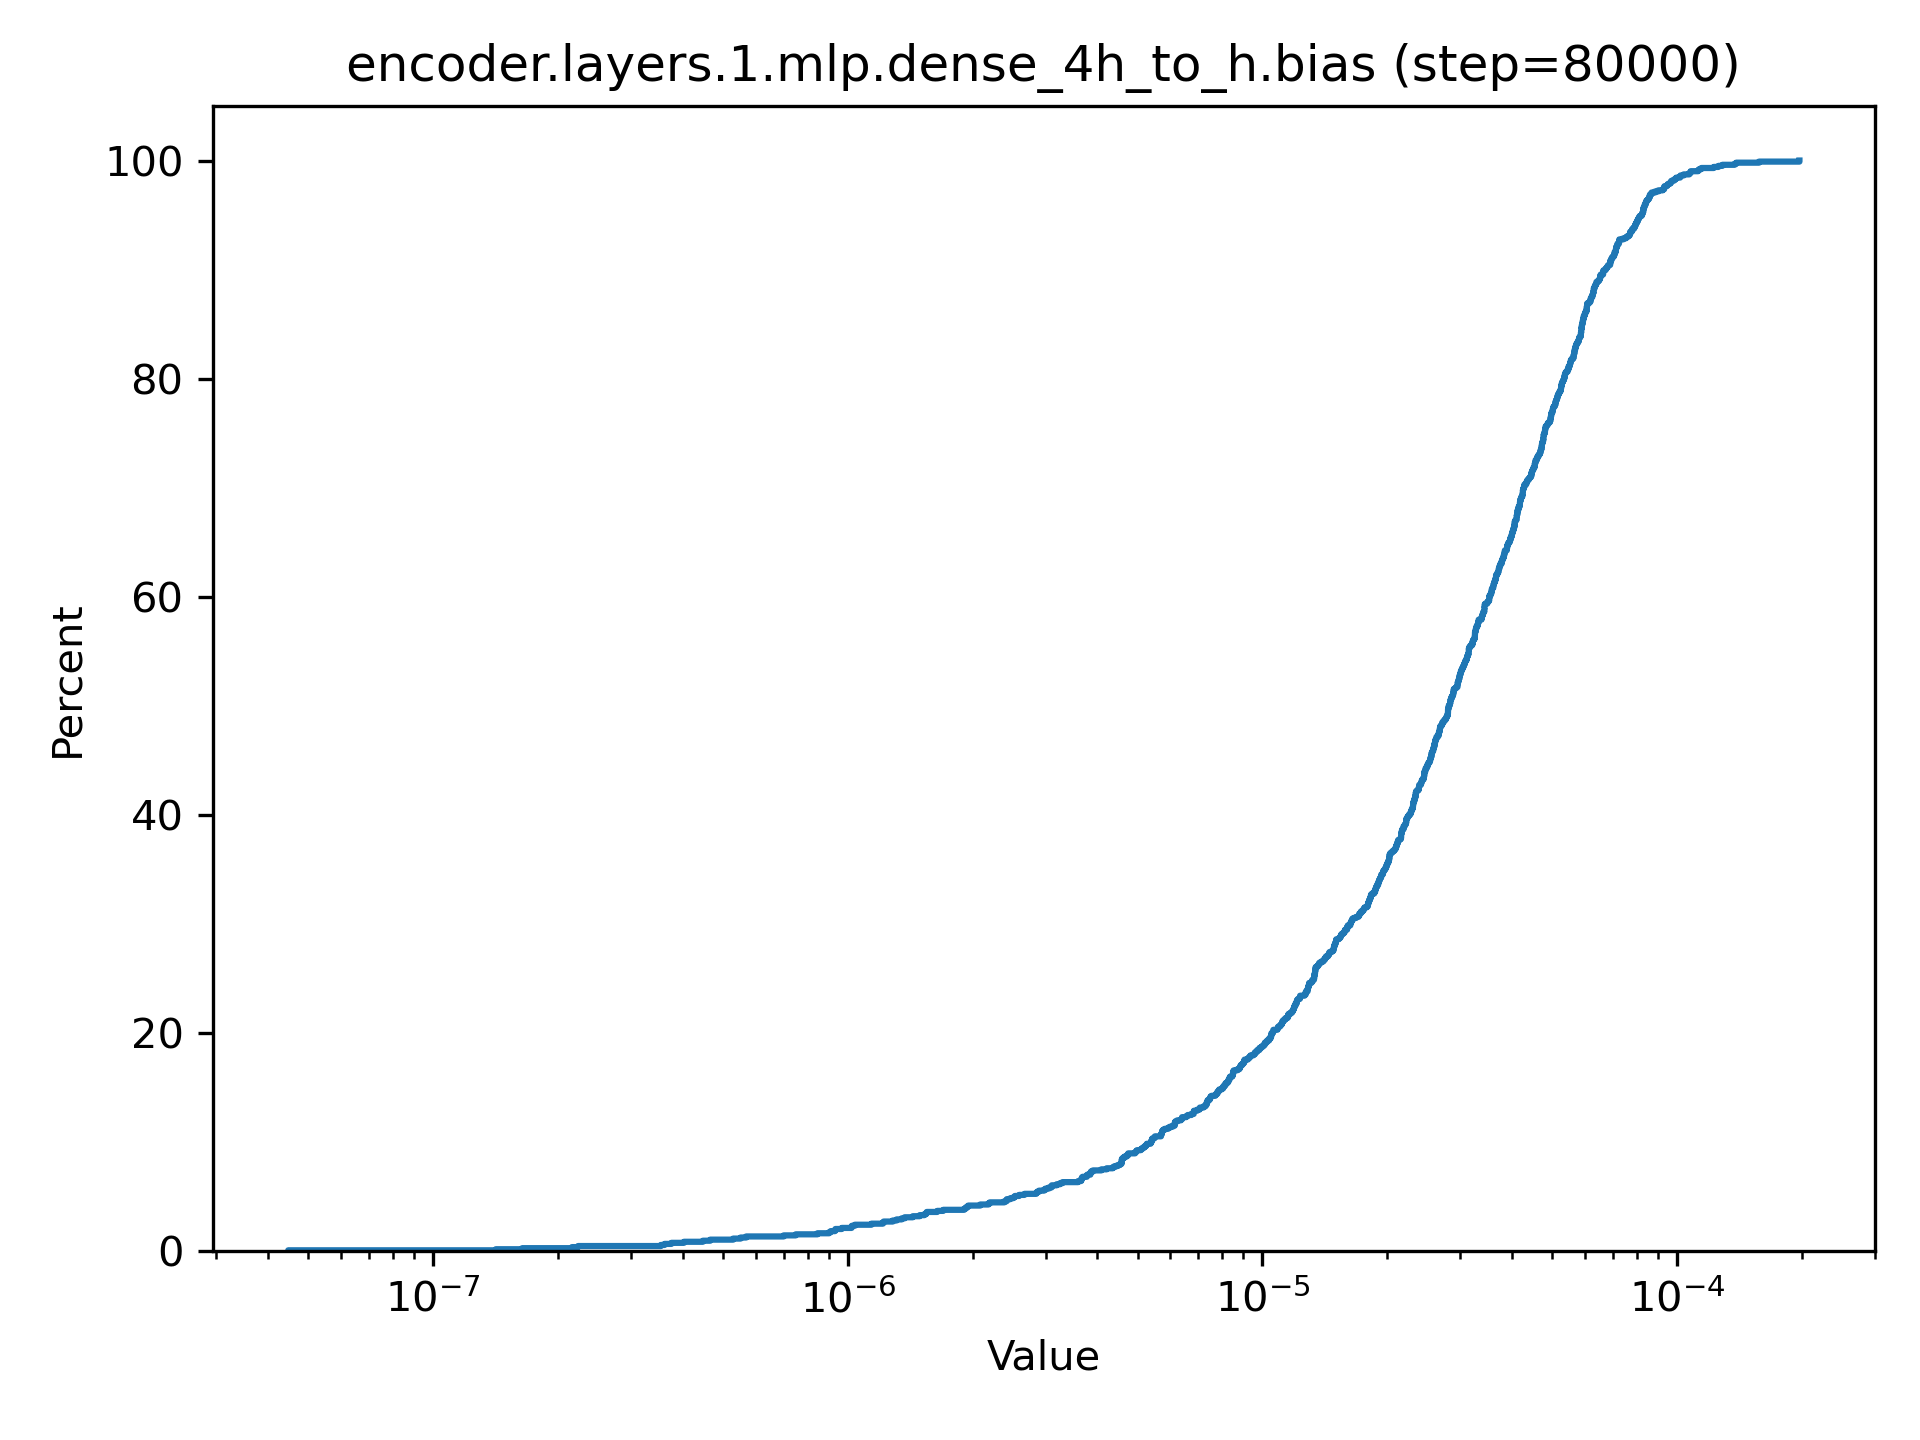 encoder.layers.1.mlp.dense_4h_to_h.bias (step=80000)
100
80
60
40
20
0
Percent
10⁻⁷ 10⁻⁶ 10⁻⁵ 10⁻⁴
Value